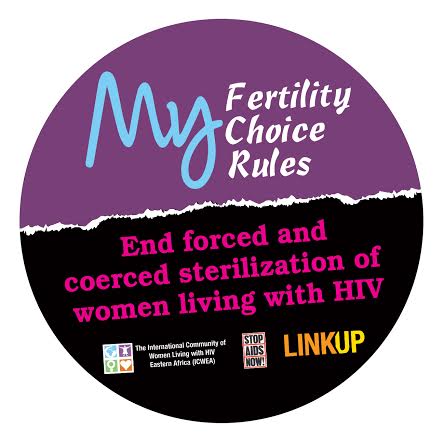 My Fertility
Choice
Rules
End forced and
coerced sterilization of
women living with HIV
The International Community of
Women Living with HIV
Eastern Africa (ICWEA)
STOP
AIDS
NOW!
LINKUP